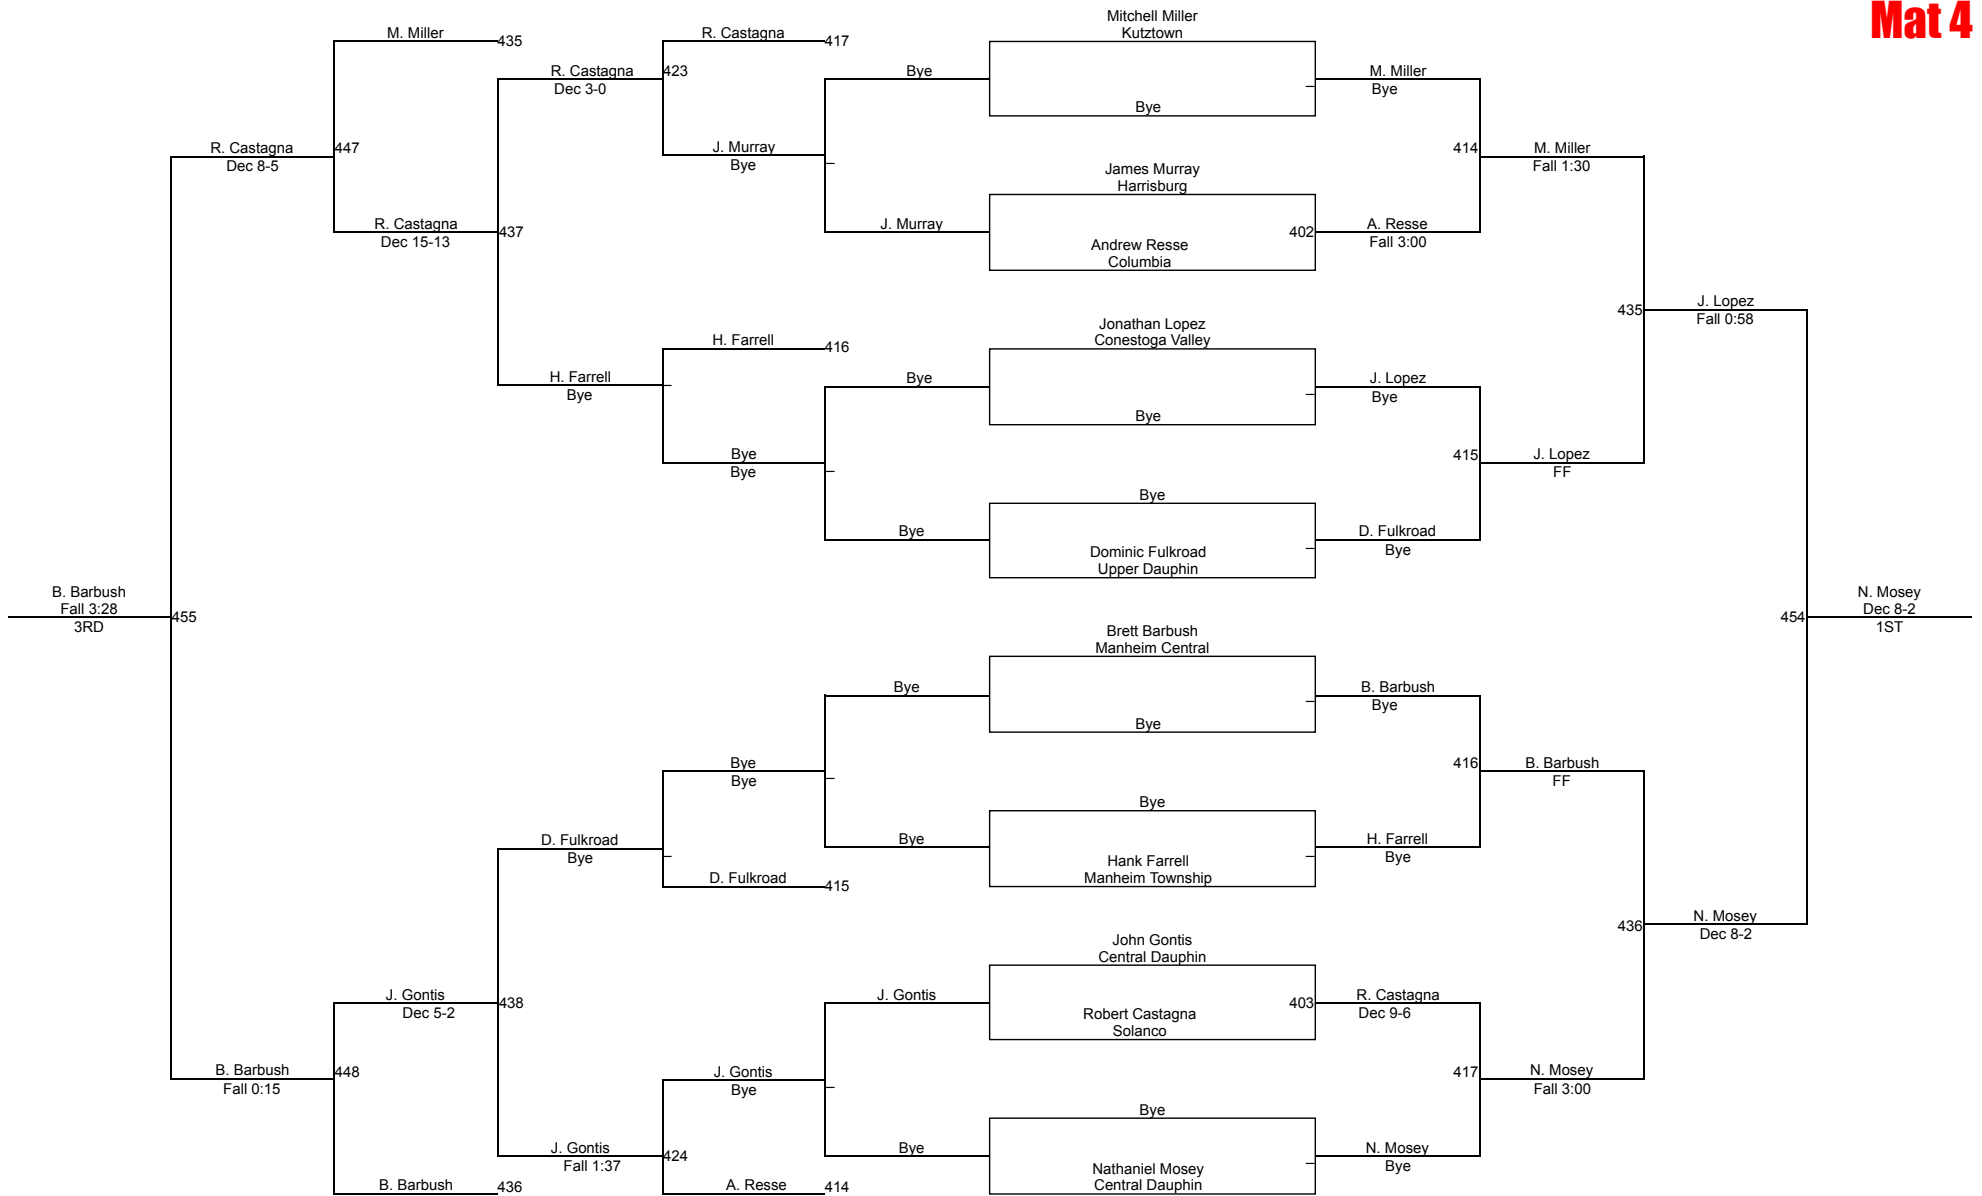 Mat 4
Mitchell Miller
Kutztown
M. Miller
435
R. Castagna
417
R. Castagna
423
Dec 3-0
Bye
M. Miller
Bye
Bye
R. Castagna
Dec 8-5
447
J. Murray
Bye
414
M. Miller
Fall 1:30
James Murray
Harrisburg
R. Castagna
Dec 15-13
437
J. Murray
Andrew Resse
Columbia
402
A. Resse
Fall 3:00
435
J. Lopez
Fall 0:58
Jonathan Lopez
Conestoga Valley
H. Farrell
416
H. Farrell
Bye
Bye
J. Lopez
Bye
Bye
Bye
Bye
415
J. Lopez
FF
Bye
Bye
Dominic Fulkroad
Upper Dauphin
D. Fulkroad
Bye
B. Barbush
Fall 3:28
3RD
455
454
N. Mosey
Dec 8-2
1ST
Brett Barbush
Manheim Central
Bye
B. Barbush
Bye
Bye
Bye
Bye
416
B. Barbush
FF
Bye
D. Fulkroad
Bye
Bye
Hank Farrell
Manheim Township
H. Farrell
Bye
D. Fulkroad
415
436
N. Mosey
Dec 8-2
John Gontis
Central Dauphin
J. Gontis
Dec 5-2
438
J. Gontis
Robert Castagna
Solanco
403
R. Castagna
Dec 9-6
B. Barbush
Fall 0:15
448
J. Gontis
Bye
417
N. Mosey
Fall 3:00
Bye
J. Gontis
Fall 1:37
424
Bye
Nathaniel Mosey
Central Dauphin
N. Mosey
Bye
B. Barbush
436
A. Resse
414